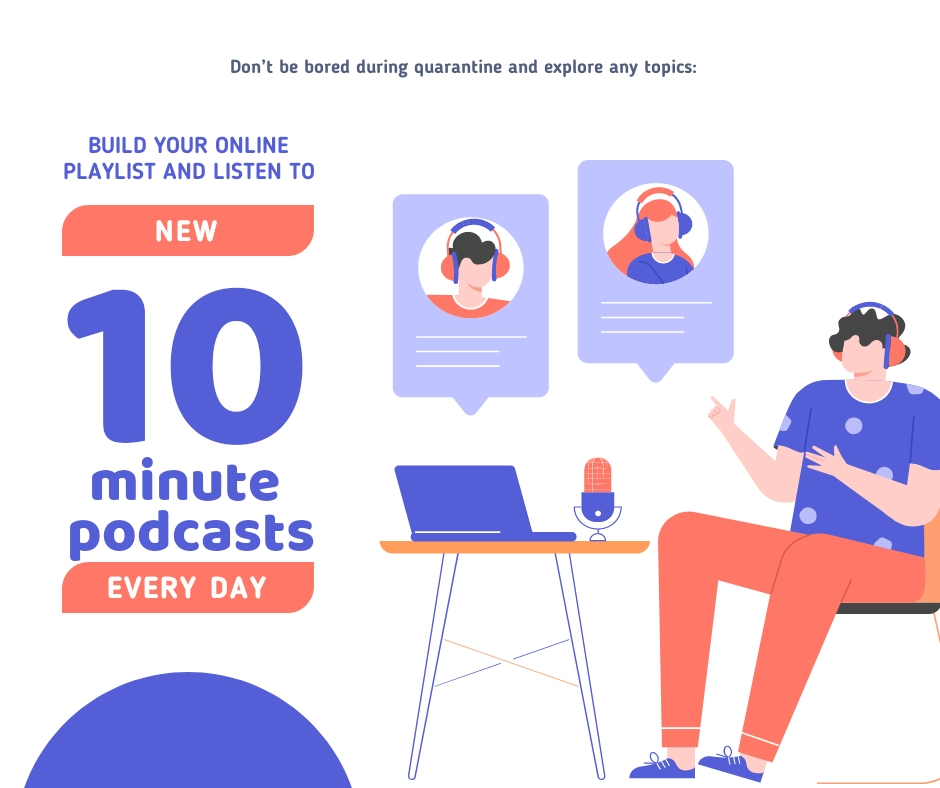 Don’t be bored during quarantine and explore any topics:
BUILD YOUR ONLINE
PLAYLIST AND LISTEN TO
NEW
10
minute
podcasts
EVERY DAY